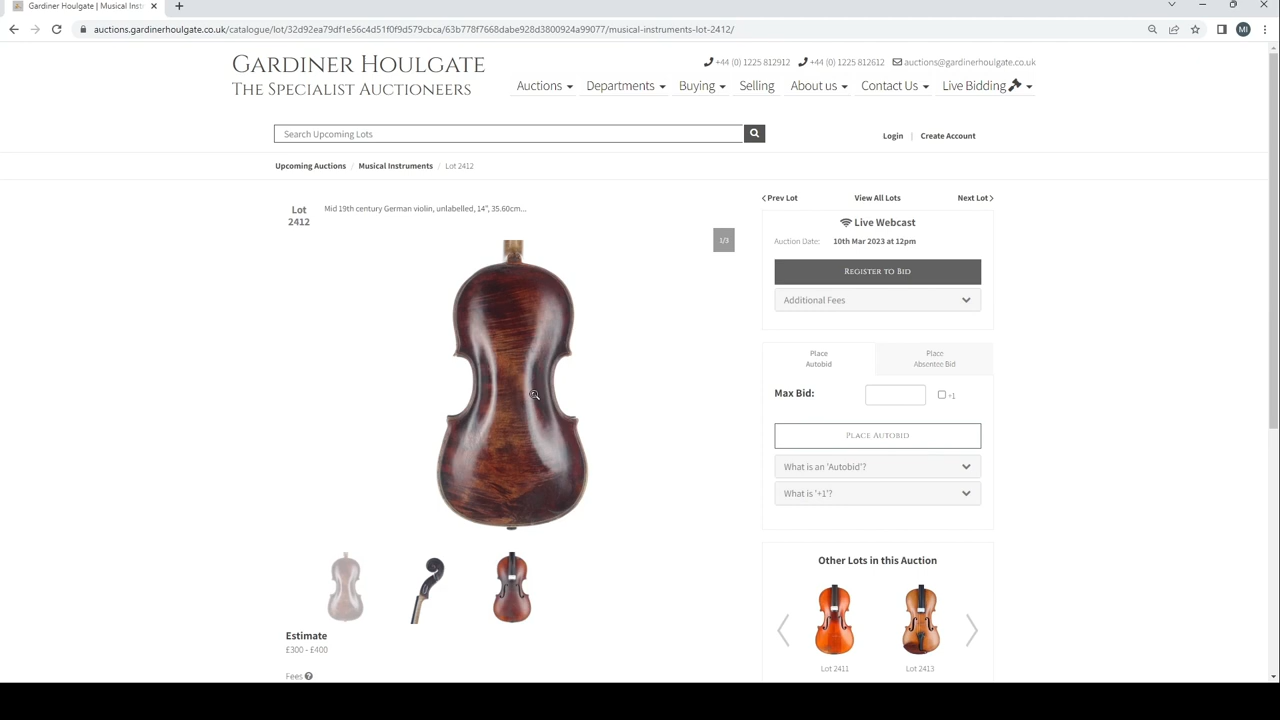 Gardiner Houlgate | Musical Inst
auctions.gardinerhoulgate.co.uk/catalogue/lot/32d92ea79df1e56c4d51f0f9d579cbca/63b778f7668dabe928d3800924a99077/musical-instruments-lot-2412/
MI
GARDINER HOULGATE
THE SPECIALIST AUCTIONEERS
+44 (0) 1225 812912 +44 (0) 1225 812612 auctions@gardinerhoulgate.co.uk
Auctions Departments Buying Selling About us Contact Us Live Bidding
Search Upcoming Lots
Login | Create Account
Upcoming Auctions / Musical Instruments / Lot 2412
Lot
2412
Mid 19th century German violin, unlabelled, 14", 35.60cm...
1/3
Estimate
£300 - £400
Fees
Prev Lot View All Lots Next Lot
Live Webcast
Auction Date: 10th Mar 2023 at 12pm
REGISTER TO BID
Additional Fees
Place
Autobid
Place
Absentee Bid
Max Bid: +1
PLACE AUTOBID
What is an 'Autobid'?
What is '+1'?
Other Lots in this Auction
Lot 2411 Lot 2413